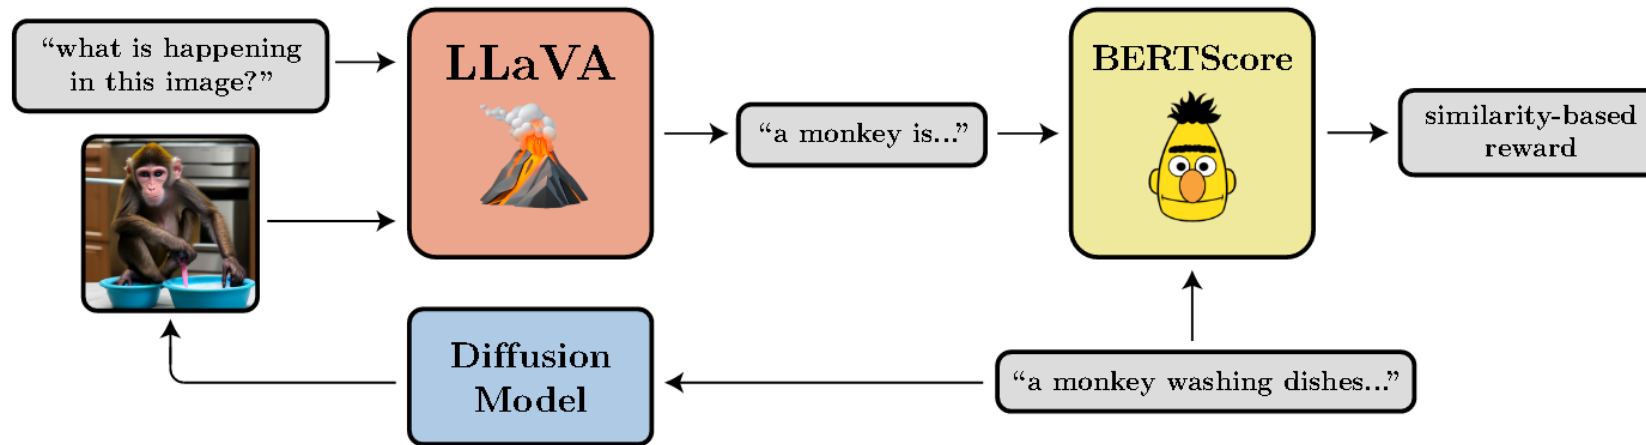 “what is happening
in this image?”
LLaVA
“a monkey is...”
BERTScore
similarity-based
reward
Diffusion
Model
“a monkey washing dishes...”